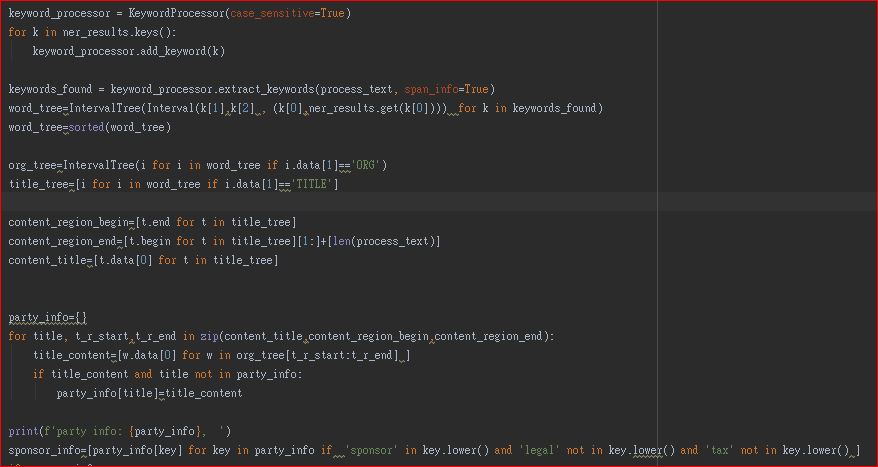 keyword_processor = KeywordProcessor(case_sensitive=True)
for k in ner_results.keys():
    keyword_processor.add_keyword(k)
keywords_found = keyword_processor.extract_keywords(process_text, span_info=True)
word_tree=IntervalTree(Interval(k[1],k[2] , (k[0],ner_results.get(k[0])))  for k in keywords_found)
word_tree=sorted(word_tree)
org_tree=IntervalTree(i for i in word_tree if i.data[1]=='ORG')
title_tree=[i for i in word_tree if i.data[1]=='TITLE']
content_region_begin=[t.end for t in title_tree]
content_region_end=[t.begin for t in title_tree][1:]+[len(process_text)]
content_title=[t.data[0] for t in title_tree]
party_info={}
for title, t_r_start,t_r_end in zip(content_title,content_region_begin,content_region_end):
    title_content=[w.data[0] for w in org_tree[t_r_start:t_r_end] ]
    if title_content and title not in party_info:
        party_info[title]=title_content
print(f'party info: {party_info},  ')
sponsor_info=[party_info[key] for key in party_info if  'sponsor' in key.lower() and 'legal' not in key.lower() and 'tax' not in key.lower() ]